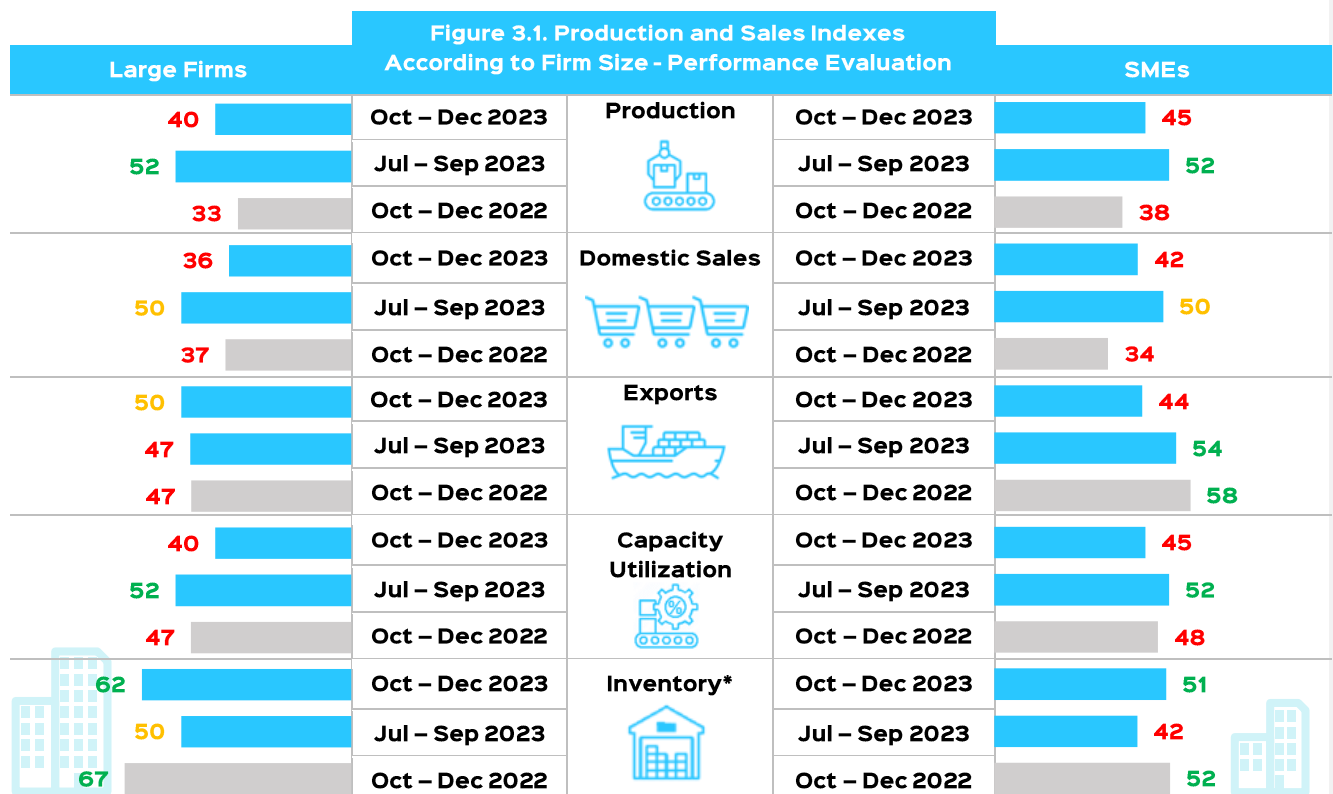 Figure 3.1. Production and Sales Indexes
According to Firm Size - Performance Evaluation
Large Firms
SMEs
Production
40 Oct – Dec 2023 Oct – Dec 2023 45
52 Jul – Sep 2023 Jul – Sep 2023 52
33 Oct – Dec 2022 Oct – Dec 2022 38
Domestic Sales
36 Oct – Dec 2023 Oct – Dec 2023 42
50 Jul – Sep 2023 Jul – Sep 2023 50
37 Oct – Dec 2022 Oct – Dec 2022 34
Exports
50 Oct – Dec 2023 Oct – Dec 2023 44
47 Jul – Sep 2023 Jul – Sep 2023 54
47 Oct – Dec 2022 Oct – Dec 2022 58
Capacity
Utilization
%
40 Oct – Dec 2023 Oct – Dec 2023 45
52 Jul – Sep 2023 Jul – Sep 2023 52
47 Oct – Dec 2022 Oct – Dec 2022 48
Inventory*
62 Oct – Dec 2023 Oct – Dec 2023 51
50 Jul – Sep 2023 Jul – Sep 2023 42
67 Oct – Dec 2022 Oct – Dec 2022 52